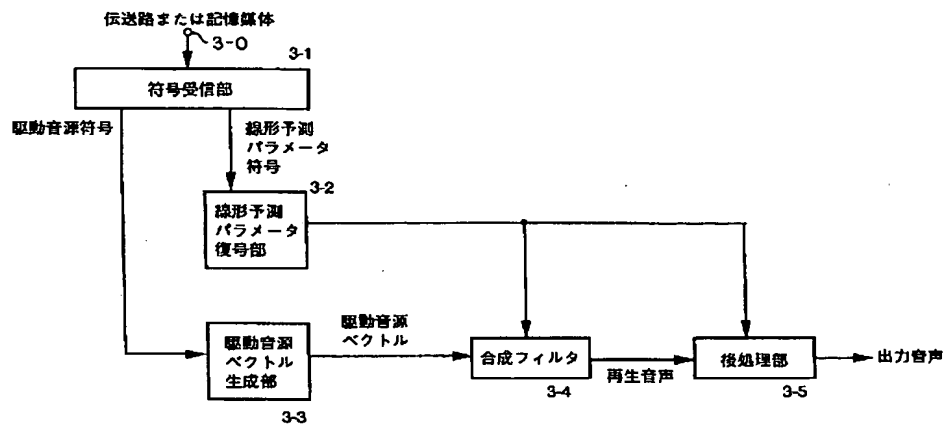 伝送路または記憶媒体
3-0
3-1
符号受信部
駆動音源符号
線形予測
パラメータ
符号
3-2
線形予測
パラメータ
復号部
駆動音源
ベクトル
生成部
3-3
駆動音源
ベクトル
合成フィルタ
3-4
再生音声
後処理部
3-5
出力音声